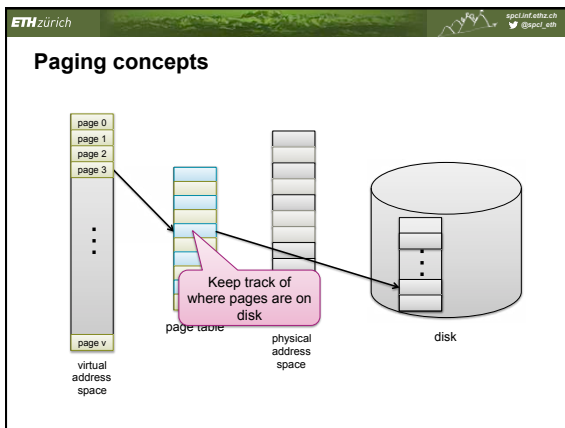 ETH zürich
spcl.inf.ethz.ch
@spcl_eth
Paging concepts
page 0
page 1
page 2
page 3
page v
virtual
address
space
Keep track of
where pages are on
disk
page table
physical
address
space
disk